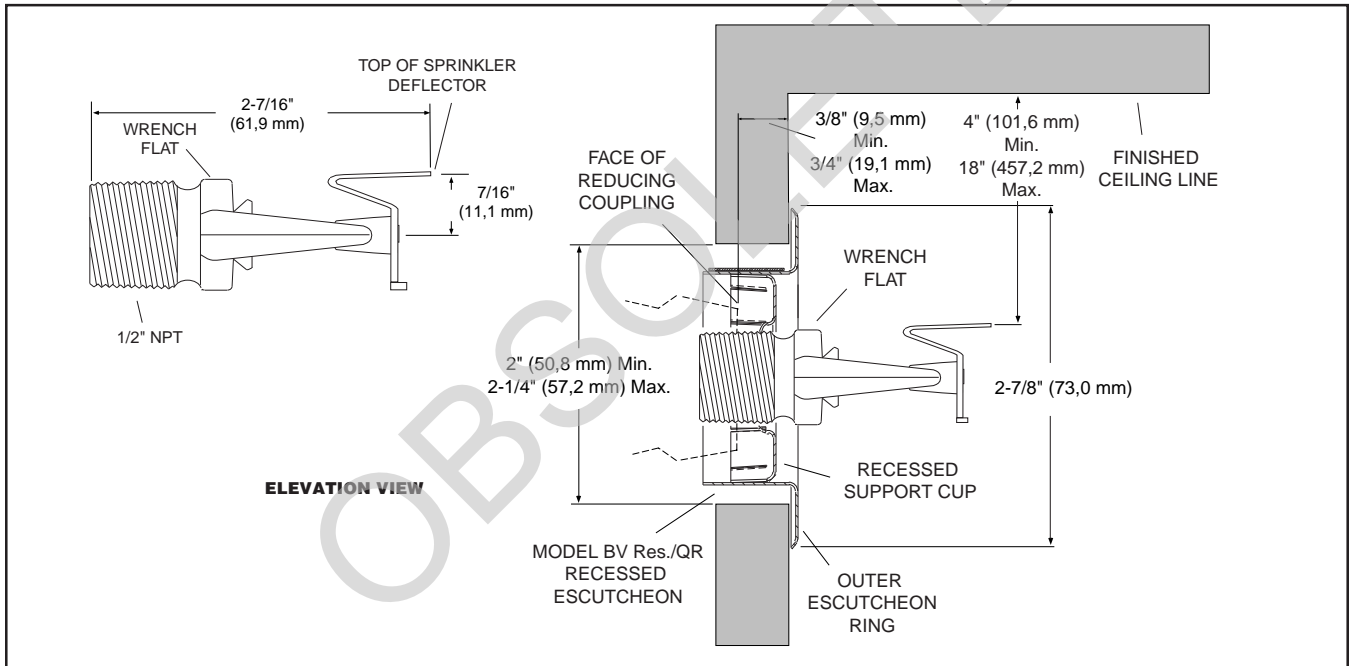 TOP OF SPRINKLER
DEFLECTOR
2-7/16"
(61,9 mm)
WRENCH
FLAT
7/16"
(11,1 mm)
1/2" NPT
ELEVATION VIEW
3/8" (9,5 mm)
Min.
3/4" (19,1 mm)
Max.
4" (101,6 mm)
Min.
18" (457,2 mm)
Max.
FINISHED
CEILING LINE
FACE OF
REDUCING
COUPLING
WRENCH
FLAT
2" (50,8 mm) Min.
2-1/4" (57,2 mm) Max.
2-7/8" (73,0 mm)
RECESSED
SUPPORT CUP
MODEL BV Res./QR
RECESSED
ESCUTCHEON
OUTER
ESCUTCHEON
RING
OBSOLETE